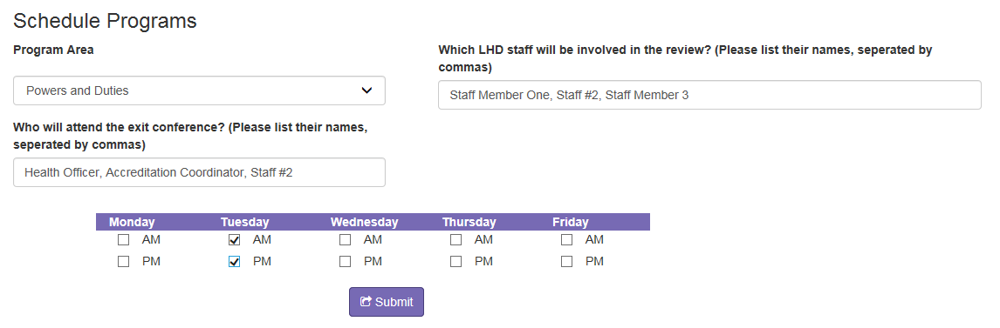 Schedule Programs
Program Area
Powers and Duties
Which LHD staff will be involved in the review? (Please list their names, seperated by
commas)
Staff Member One, Staff #2, Staff Member 3
Who will attend the exit conference? (Please list their names,
seperated by commas)
Health Officer, Accreditation Coordinator, Staff #2
Monday Tuesday Wednesday Thursday Friday
AM AM AM AM AM
PM PM PM PM PM
Submit